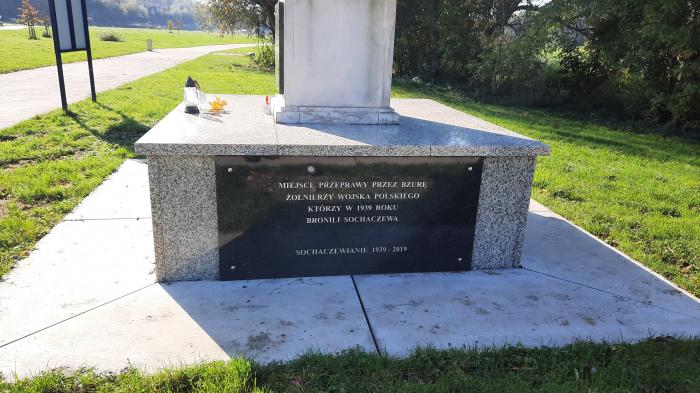 MIEJSCE PRZEPRAWY PRZEZ BZURĘ
ŻOŁNIERZY WOJSKA POLSKIEGO
KTÓRZY W 1939 ROKU
BRONILI SOCHACZEWA
SOCHACZEWIANIE 1939 - 2019